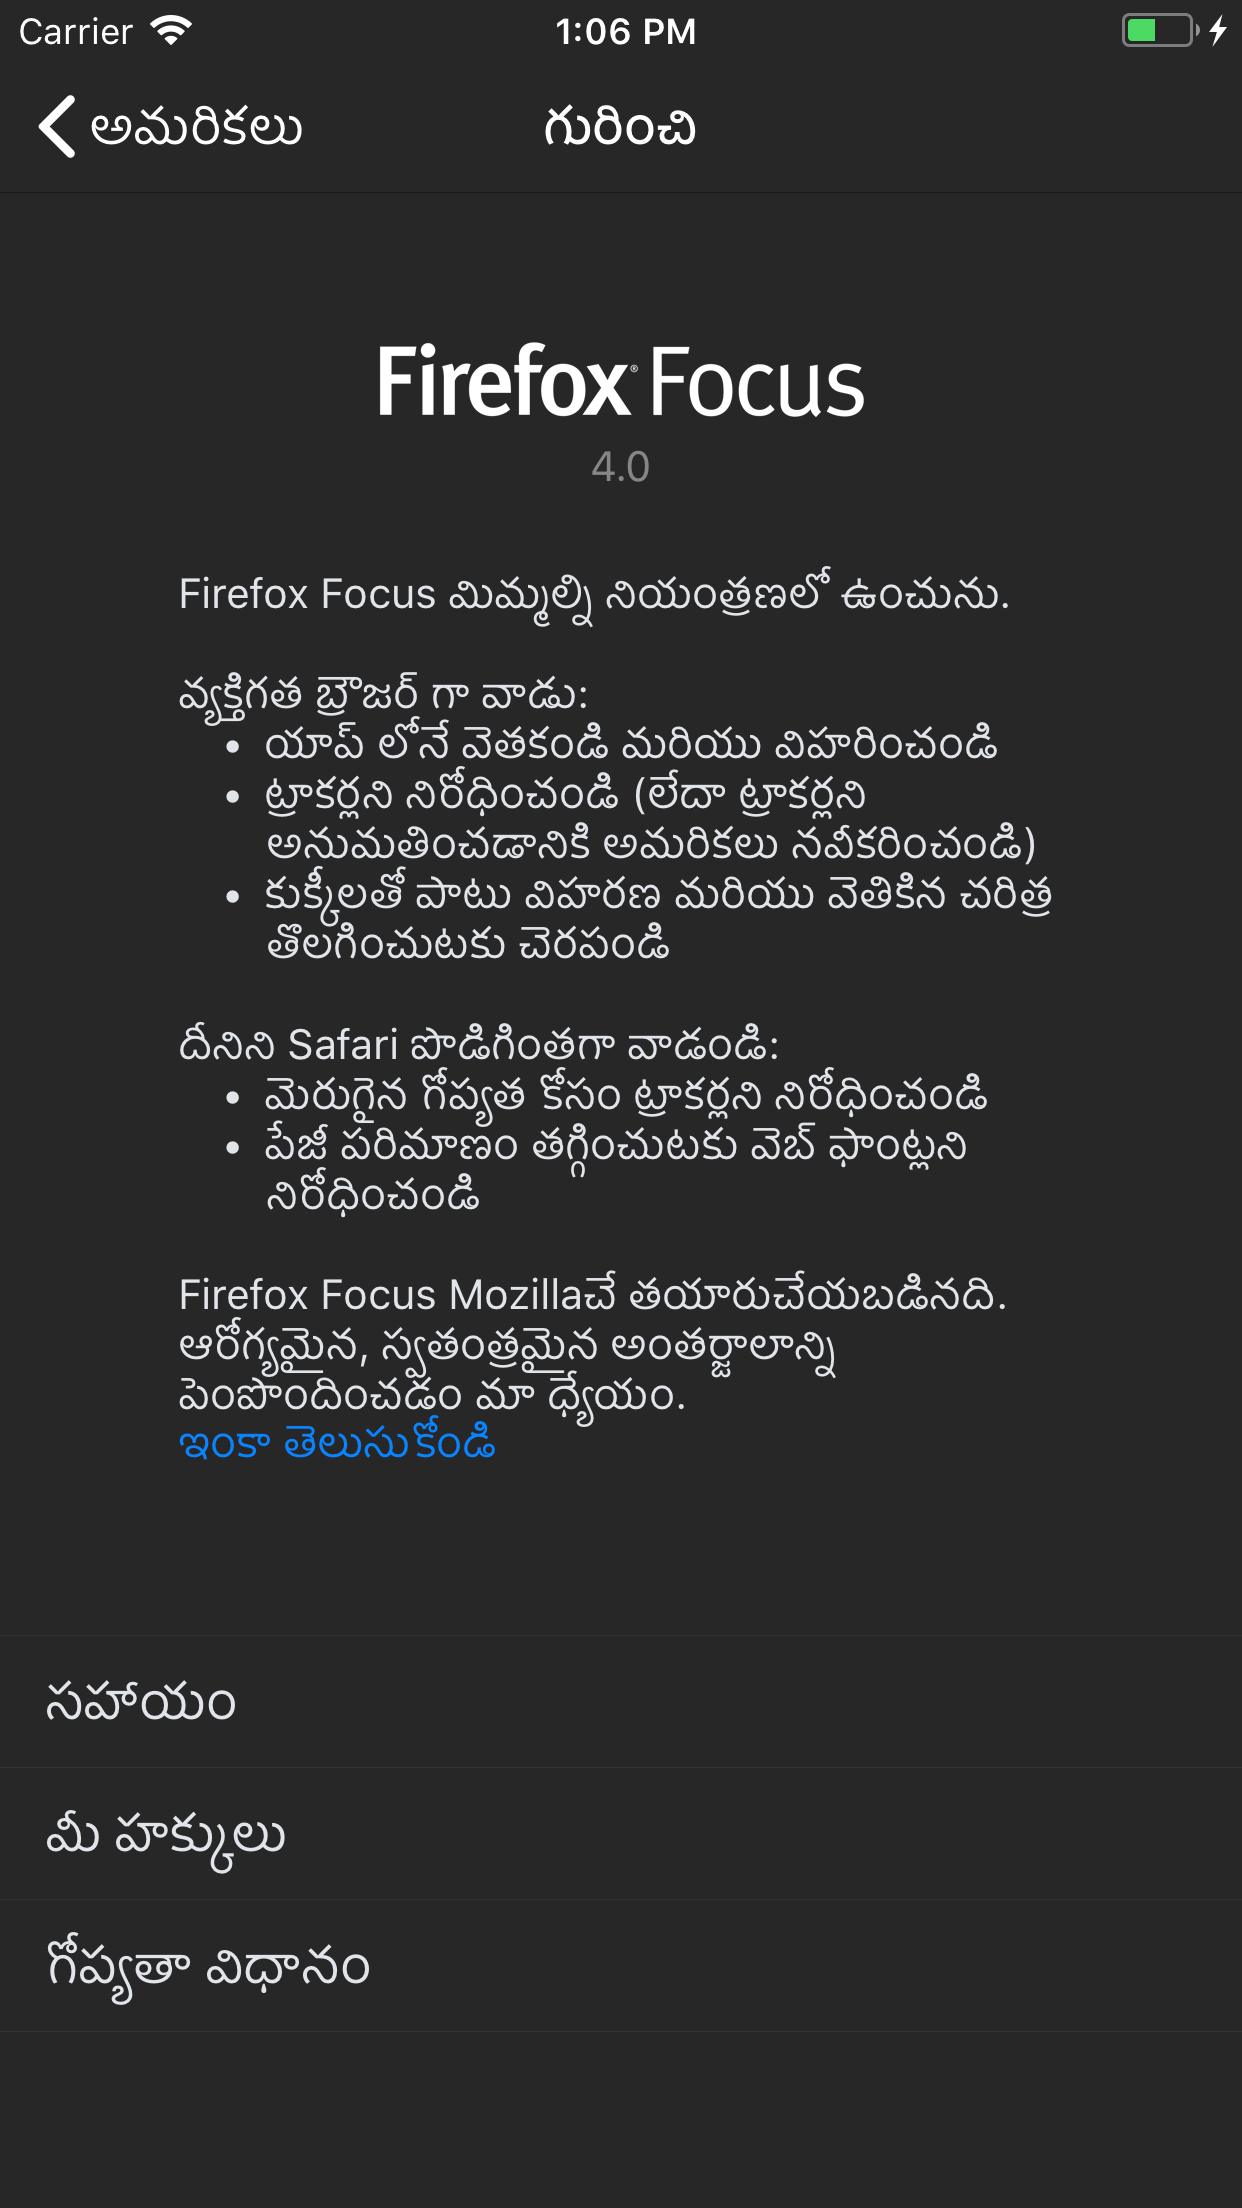 Carrier 1:06 PM
అమరికలు గురించి
Firefox® Focus
4.0
Firefox Focus మిమ్మల్ని నియంత్రణలో ఉంచును.
వ్యక్తిగత బ్రౌజర్ గా వాడు:
• యాప్ లోనే వెతకండి మరియు విహరించండి
• ట్రాకర్లని నిరోధించండి (లేదా ట్రాకర్లని
అనుమతించడానికి అమరికలు నవీకరించండి)
• కుక్కీలతో పాటు విహరణ మరియు వెతికిన చరిత్ర
తొలగించుటకు చెరపండి
దీనిని Safari పొడిగింతగా వాడండి:
• మెరుగైన గోప్యత కోసం ట్రాకర్లని నిరోధించండి
• పేజీ పరిమాణం తగ్గించుటకు వెబ్ ఫాంట్లని
నిరోధించండి
Firefox Focus Mozillaచే తయారుచేయబడినది.
ఆరోగ్యమైన, స్వతంత్రమైన అంతర్జాలాన్ని
పెంపొందించడం మా ధ్యేయం.
ఇంకా తెలుసుకోండి
సహాయం
మీ హక్కులు
గోప్యతా విధానం